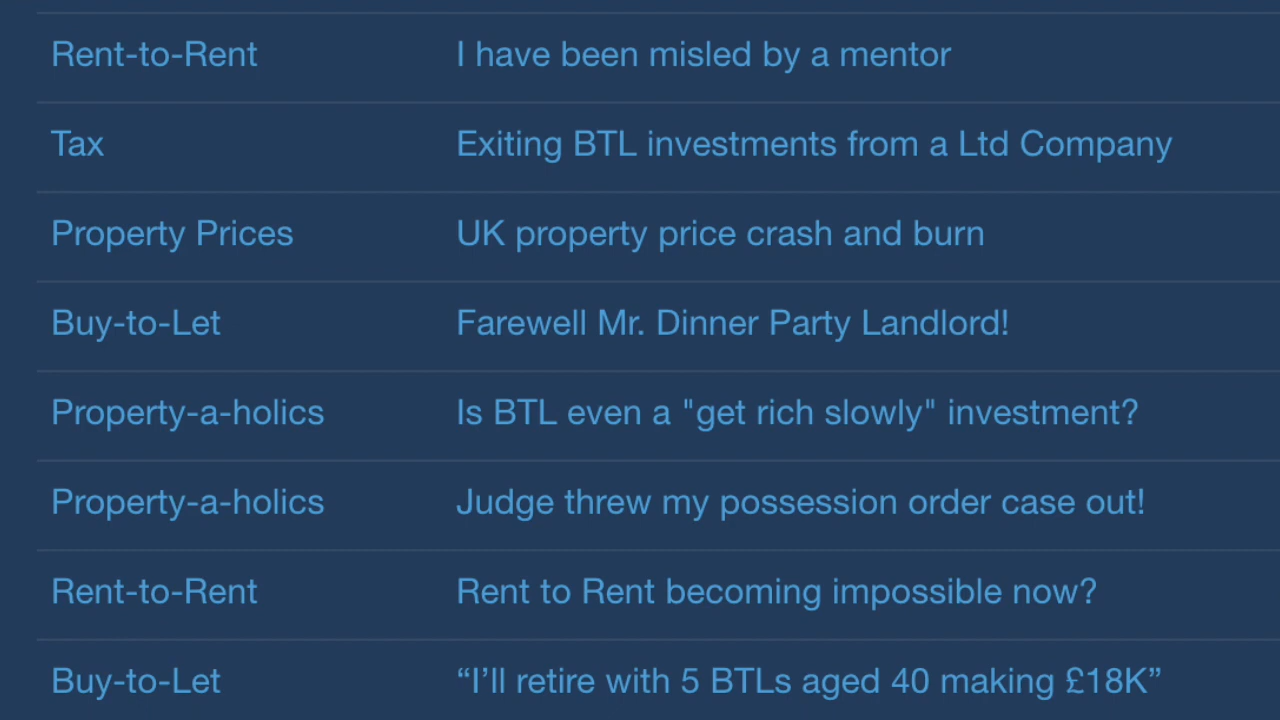 Rent-to-Rent I have been misled by a mentor
Tax Exiting BTL investments from a Ltd Company
Property Prices UK property price crash and burn
Buy-to-Let Farewell Mr. Dinner Party Landlord!
Property-a-holics Is BTL even a "get rich slowly" investment?
Property-a-holics Judge threw my possession order case out!
Rent-to-Rent Rent to Rent becoming impossible now?
Buy-to-Let “I’ll retire with 5 BTLs aged 40 making £18K”